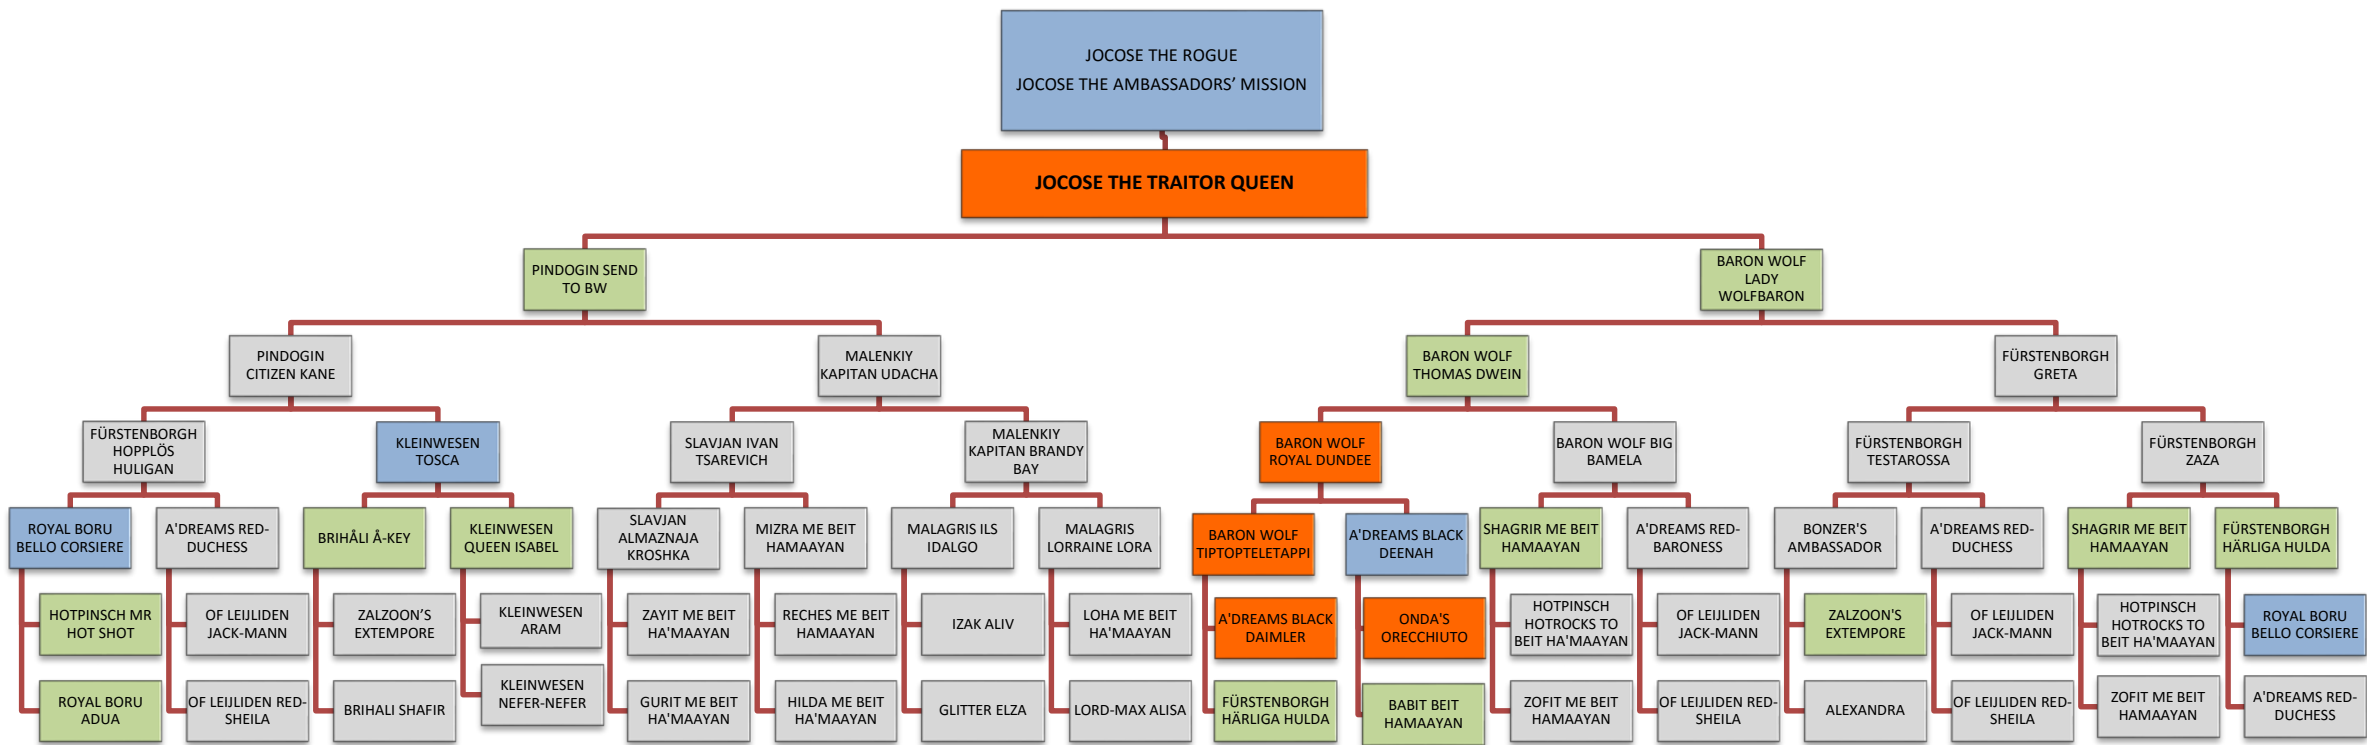 JOCOSE THE ROGUE
JOCOSE THE AMBASSADORS’ MISSION
JOCOSE THE TRAITOR QUEEN
PINDOGIN SEND
TO BW
BARON WOLF
LADY
WOLFBARON
PINDOGIN
CITIZEN KANE
MALENKIY
KAPITAN UDACHA
BARON WOLF
THOMAS DWEIN
FÜRSTENBORGH
GRETA
FÜRSTENBORGH
HOPPLÖS
HULIGAN
KLEINWESEN
TOSCA
SLAVJAN IVAN
TSAREVICH
MALENKIY
KAPITAN BRANDY
BAY
BARON WOLF
ROYAL DUNDEE
BARON WOLF BIG
BAMELA
FÜRSTENBORGH
TESTAROSSA
FÜRSTENBORGH
ZAZA
ROYAL BORU
BELLO CORSIERE
A'DREAMS RED-
DUCHESS
BRIHÅLI Å-KEY
KLEINWESEN
QUEEN ISABEL
SLAVJAN
ALMAZNAJA
KROSHKA
MIZRA ME BEIT
HAMAAYAN
MALAGRIS ILS
IDALGO
MALAGRIS
LORRAINE LORA
BARON WOLF
TIPTOPTELETAPPI
A'DREAMS BLACK
DEENAH
SHAGRIR ME BEIT
HAMAAYAN
A'DREAMS RED-
BARONESS
BONZER'S
AMBASSADOR
A'DREAMS RED-
DUCHESS
SHAGRIR ME BEIT
HAMAAYAN
FÜRSTENBORGH
HÄRLIGA HULDA
HOTPINSCH MR
HOT SHOT
OF LEIJLIDEN
JACK-MANN
ZALZOON’S
EXTEMPORE
KLEINWESEN
ARAM
ZAYIT ME BEIT
HA'MAAYAN
RECHES ME BEIT
HAMAAYAN
IZAK ALIV
LOHA ME BEIT
HA'MAAYAN
A'DREAMS BLACK
DAIMLER
ONDA'S
ORECCHIUTO
HOTPINSCH
HOTROCKS TO
BEIT HA'MAAYAN
OF LEIJLIDEN
JACK-MANN
ZALZOON'S
EXTEMPORE
OF LEIJLIDEN
JACK-MANN
HOTPINSCH
HOTROCKS TO
BEIT HA'MAAYAN
ROYAL BORU
BELLO CORSIERE
ROYAL BORU
ADUA
OF LEIJLIDEN RED-
SHEILA
BRIHALI SHAFIR
KLEINWESEN
NEFER-NEFER
GURIT ME BEIT
HA'MAAYAN
HILDA ME BEIT
HA'MAAYAN
GLITTER ELZA
LORD-MAX ALISA
FÜRSTENBORGH
HÄRLIGA HULDA
BABIT BEIT
HAMAAYAN
ZOFIT ME BEIT
HAMAAYAN
OF LEIJLIDEN RED-
SHEILA
ALEXANDRA
OF LEIJLIDEN RED-
SHEILA
ZOFIT ME BEIT
HAMAAYAN
A'DREAMS RED-
DUCHESS